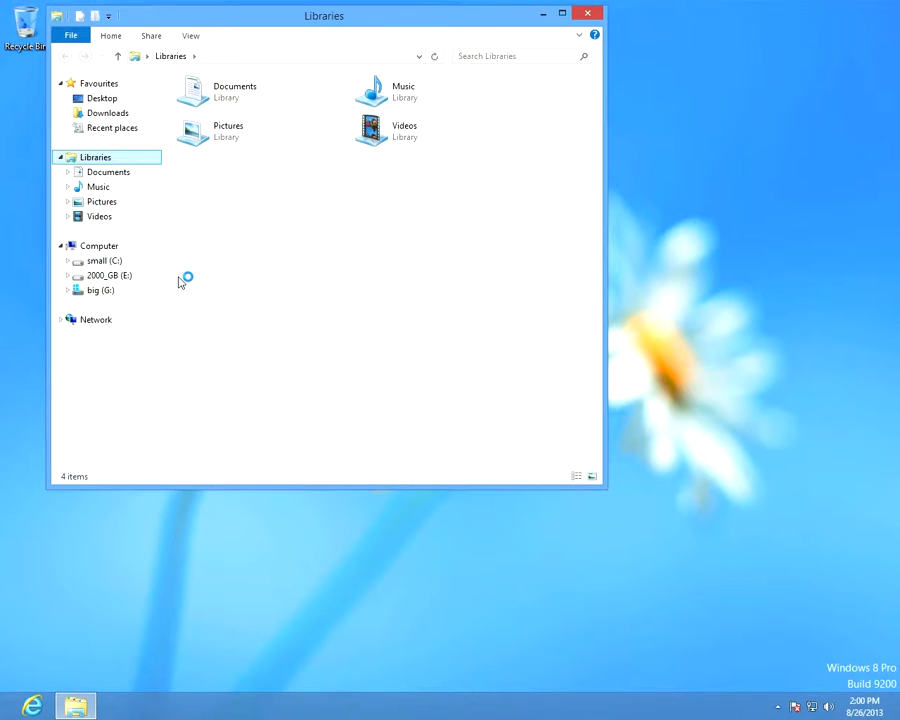 Recycle Bin
Libraries
File Home Share View
Libraries
Search Libraries
Favourites
Desktop
Downloads
Recent places
Libraries
Documents
Music
Pictures
Videos
Computer
small (C:)
2000_GB (E:)
big (G:)
Network
Documents
Library
Music
Library
Pictures
Library
Videos
Library
4 items
Windows 8 Pro
Build 9200
2:00 PM
8/26/2013